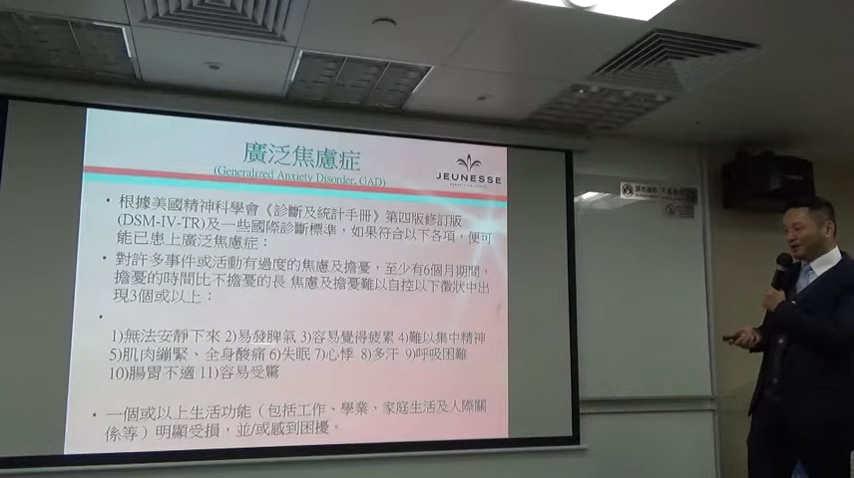 廣泛焦慮症
(Generalized Anxiety Disorder, GAD)
JEUNESSE
• 根據美國精神科學會《診斷及統計手冊》第四版修訂版
(DSM-IV-TR)及一些國際診斷標準，如果符合以下各項，便可
能已患上廣泛焦慮症：
• 對許多事件或活動有過度的焦慮及擔憂，至少有6個月期間，
擔憂的時間比不擔憂的長 焦慮及擔憂難以自控以下徵狀中出
現3個或以上：
•
1)無法安靜下來 2)易發脾氣 3)容易覺得疲累 4)難以集中精神
5)肌肉繃緊、全身酸痛 6)失眠 7)心悸 8)多汗 9)呼吸困難
10)腸胃不適 11)容易受驚
• 一個或以上生活功能（包括工作、學業、家庭生活及人際關
係等）明顯受損，並/或感到困擾。